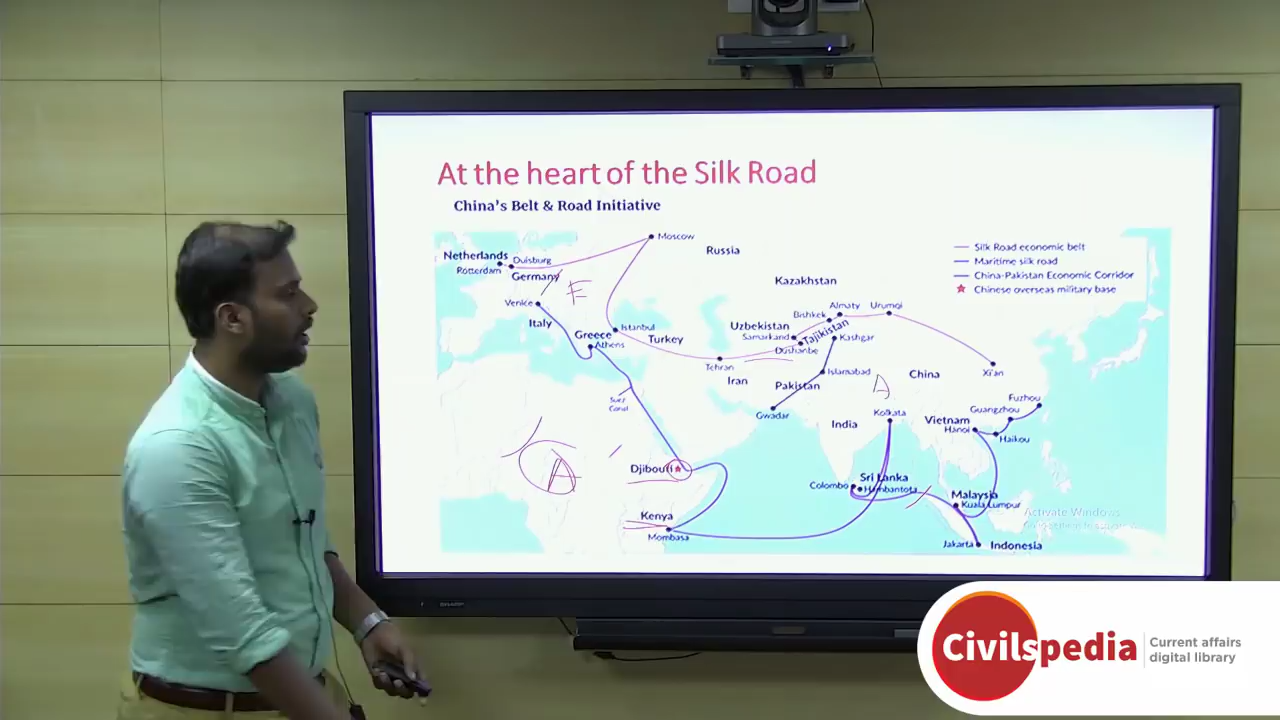 At the heart of the Silk Road
China's Belt & Road Initiative
Moscow
Russia
Silk Road economic belt
Maritime silk road
China-Pakistan Economic Corridor
Chinese overseas military base
Netherlands
Duisburg
Rotterdam
Germany
Kazakhstan
E
Venice
Italy
Almaty
Urumqi
Bishkek
Uzbekistan
Samarkand
Tajikistan
Dushanbe
Kashgar
Istanbul
Greece
Athens
Turkey
Tehran
Iran
Islamabad
Pakistan
China
Xi'an
A
Gwadar
Suez
Canal
Kolkata
India
Fuzhou
Guangzhou
Vietnam
Hanoi
Haikou
A
Djibouti
Sri Lanka
Colombo
Hambantota
Malaysia
Kuala Lumpur
Kenya
Mombasa
Jakarta
Indonesia
Activate Windows
SHARP
Civilspedia
Current affairs
digital library